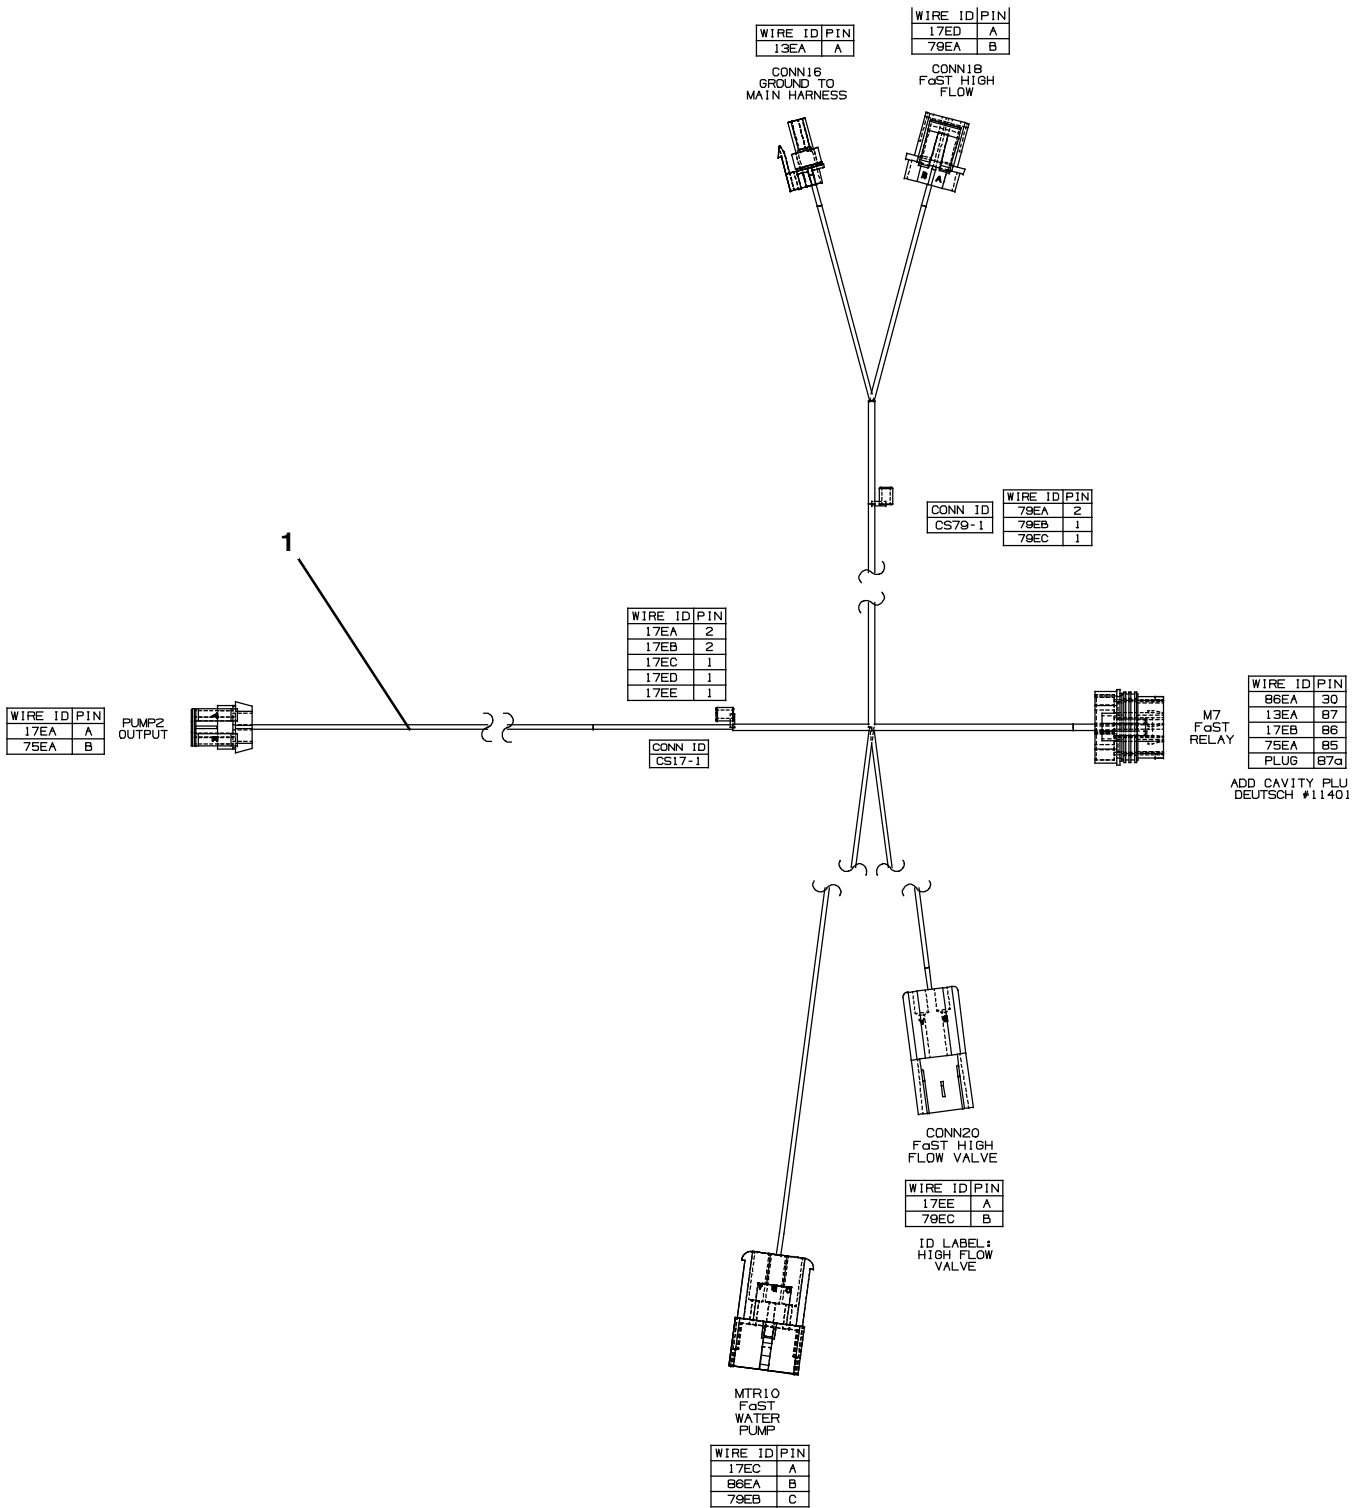 WIRE ID PIN
13EA A
CONN16
GROUND TO
MAIN HARNESS
WIRE ID PIN
17ED A
79EA B
CONN18
FaST HIGH
FLOW
B A
CONN ID
CS79-1
WIRE ID PIN
79EA 2
79EB 1
79EC 1
1
WIRE ID PIN
17EA 2
17EB 2
17EC 1
17ED 1
17EE 1
CONN ID
CS17-1
WIRE ID PIN
17EA A
75EA B
PUMP2
OUTPUT
M7
FaST
RELAY
WIRE ID PIN
86EA 30
13EA 87
17EB 86
75EA 85
PLUG 87a
ADD CAVITY PLU
DEUTSCH #11401
CONN20
FaST HIGH
FLOW VALVE
WIRE ID PIN
17EE A
79EC B
ID LABEL:
HIGH FLOW
VALVE
MTR10
FaST
WATER
PUMP
WIRE ID PIN
17EC A
86EA B
79EB C